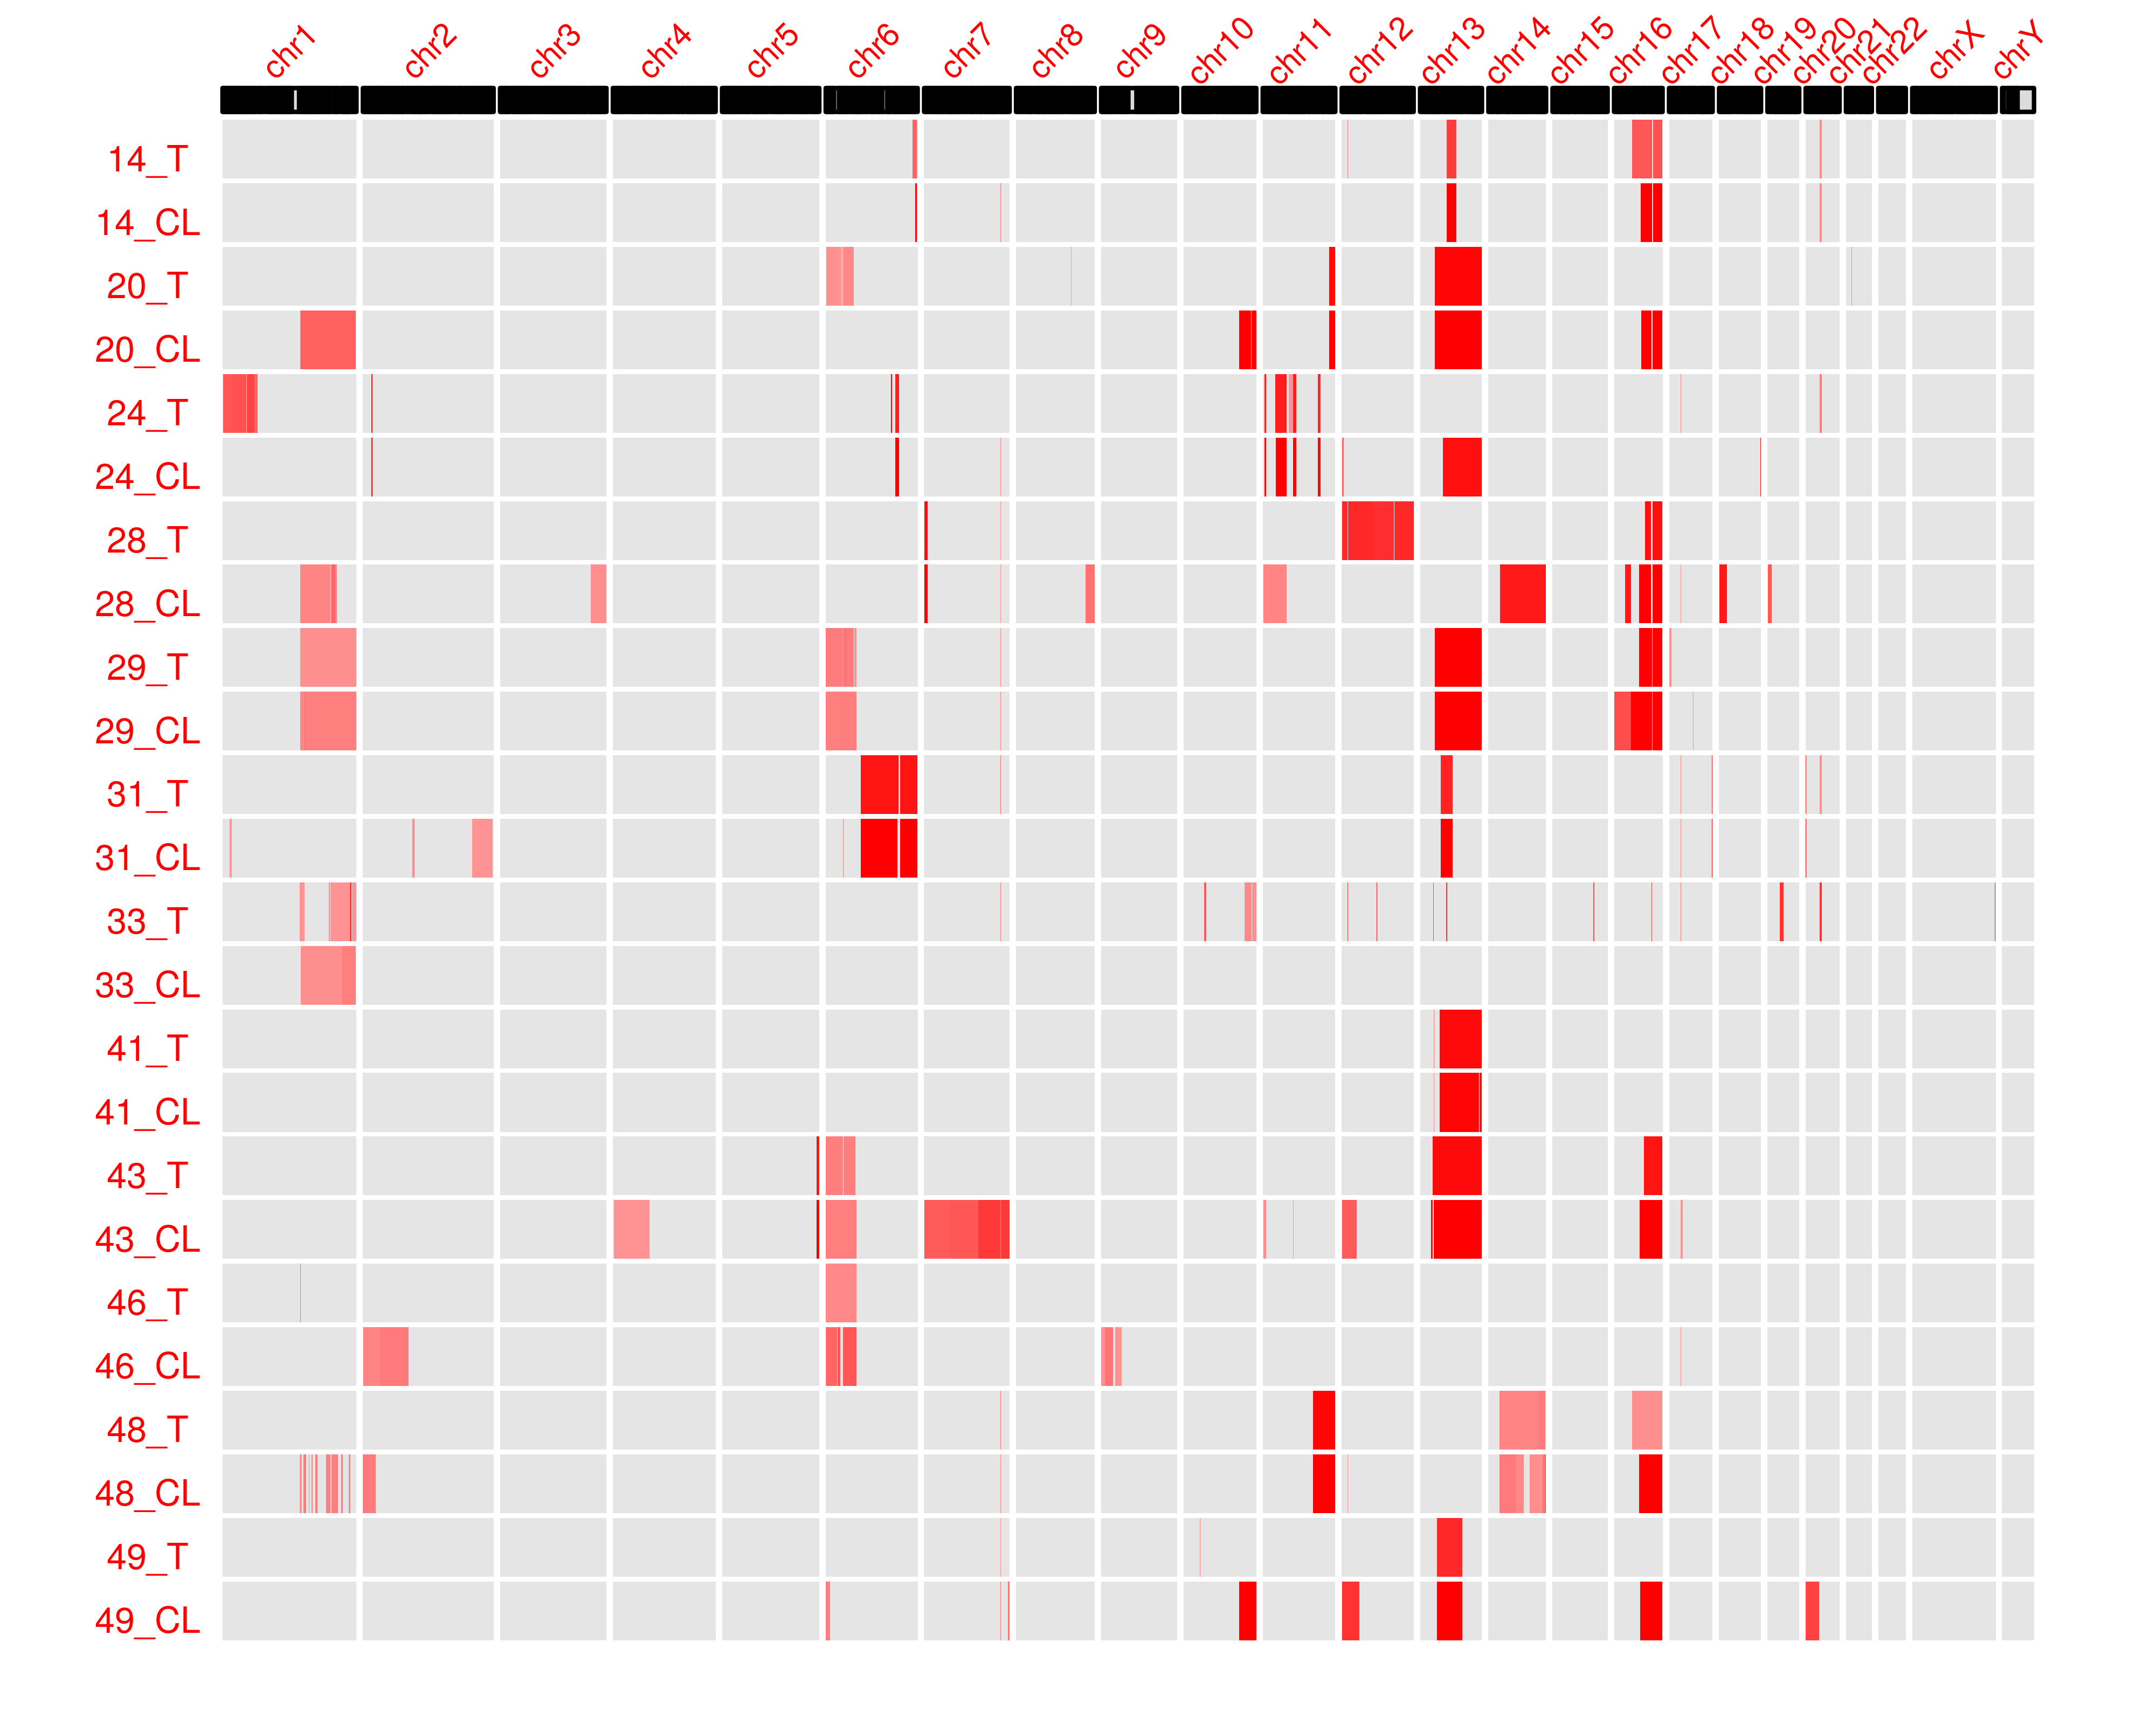 chr1 chr2 chr3 chr4 chr5 chr6 chr7 chr8 chr9 chr10 chr11 chr12 chr13 chr14 chr15 chr16 chr17 chr18 chr19 chr20 chr21 chr22 chrX chrY
14_T
14_CL
20_T
20_CL
24_T
24_CL
28_T
28_CL
29_T
29_CL
31_T
31_CL
33_T
33_CL
41_T
41_CL
43_T
43_CL
46_T
46_CL
48_T
48_CL
49_T
49_CL